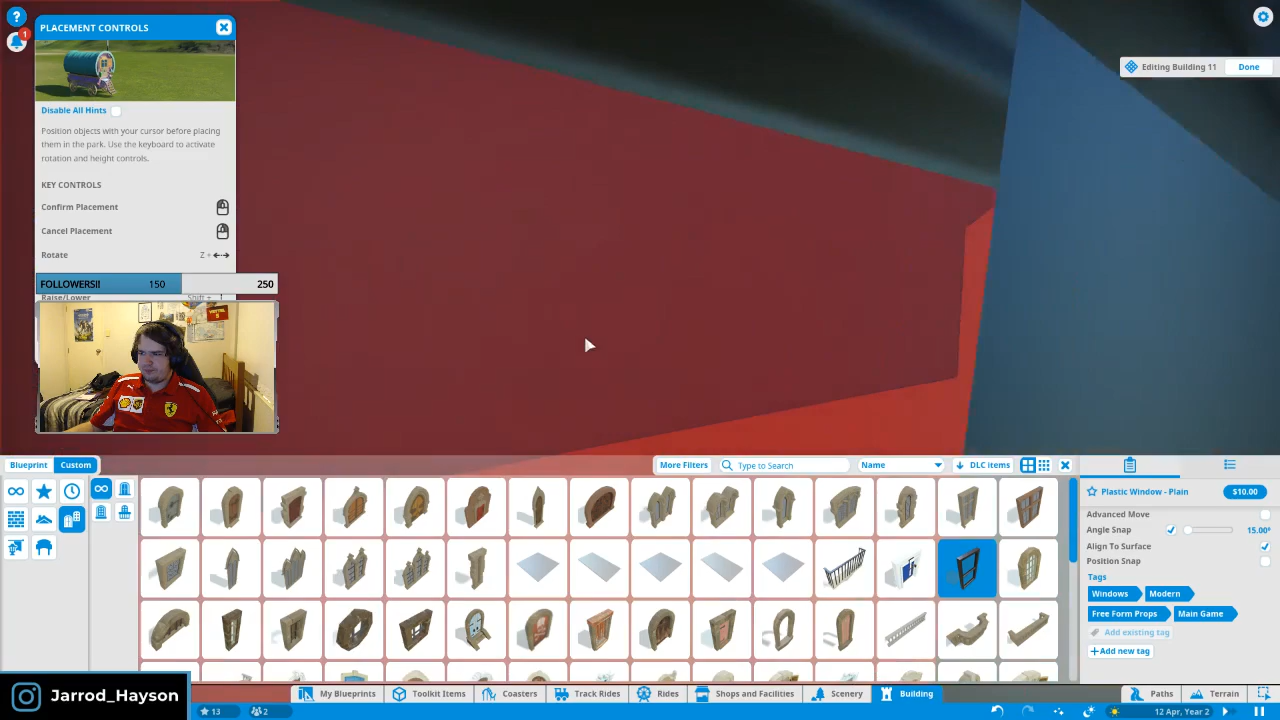 PLACEMENT CONTROLS
1
Editing Building 11
Done
Disable All Hints
Position objects with your cursor before placing
them in the park. Use the keyboard to activate
rotation and height controls.
KEY CONTROLS
Confirm Placement
Cancel Placement
Rotate
Z +
FOLLOWERS!! 150 250
Raise/Lower Shift +
Blueprint
Custom
More Filters
Type to Search
Name
DLC items
Plastic Window - Plain
$10.00
Advanced Move
Angle Snap
15.00°
Align To Surface
Position Snap
Tags
Windows
Modern
Free Form Props
Main Game
Add existing tag
+Add new tag
Jarrod_Hayson
My Blueprints
Toolkit Items
Coasters
Track Rides
Rides
Shops and Facilities
Scenery
Building
Paths
Terrain
13
2
12 Apr, Year 2